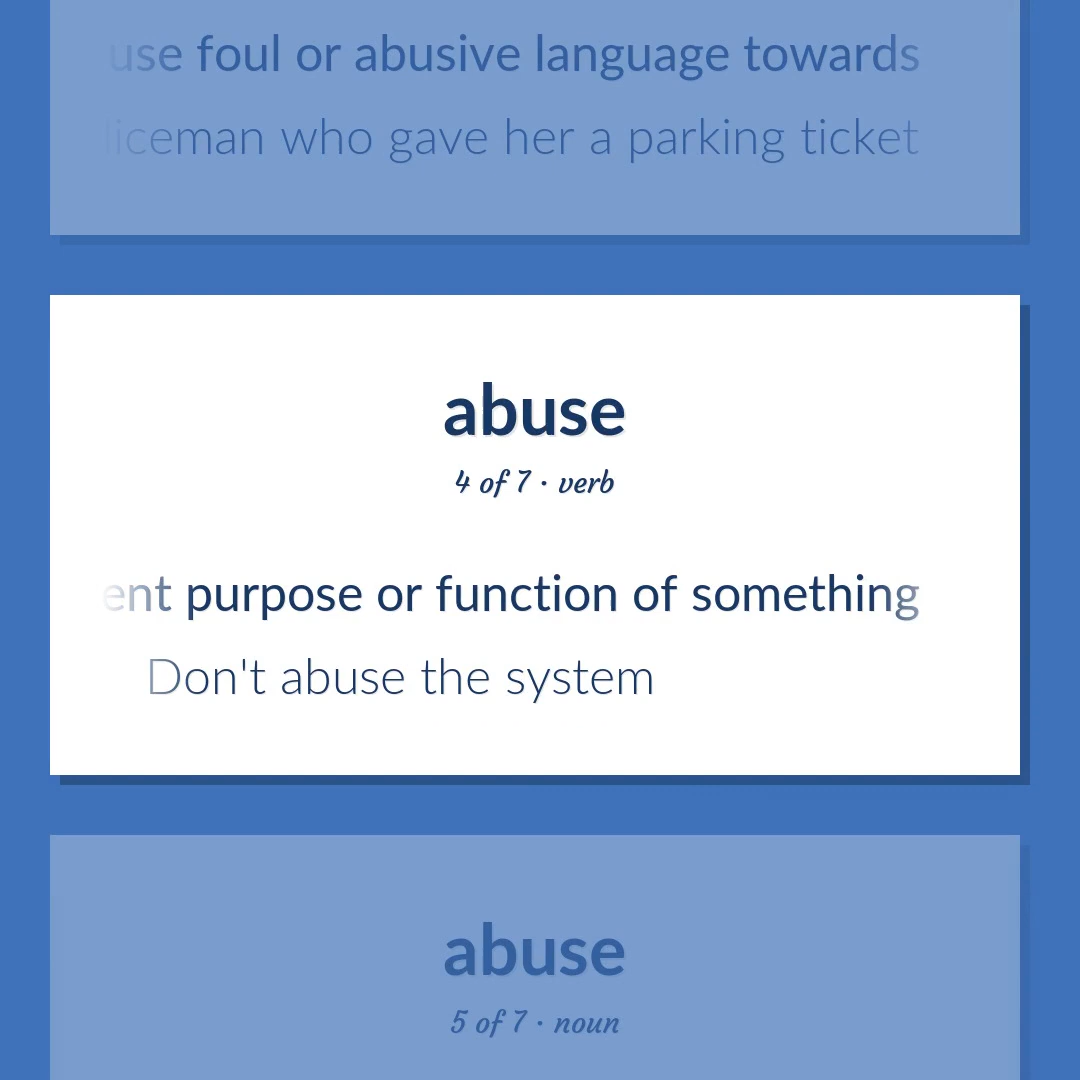 use foul or abusive language towards
liceman who gave her a parking ticket
abuse
4 of 7 · verb
ent purpose or function of something
Don't abuse the system
abuse
5 of 7 · noun